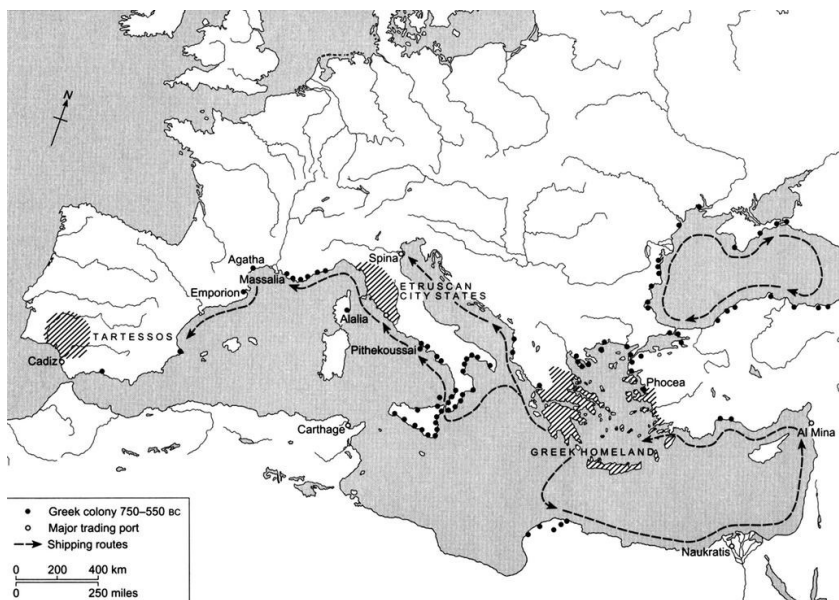 N
Agatha
Massalia
Spina
ETRUSCAN
CITY STATES
Emporion
TARTESSOS
Alalia
Pithekoussai
Cadiz
Phocea
Carthage
Al Mina
GREEK HOMELAND
Naukratis
Greek colony 750–550 BC
Major trading port
Shipping routes
0 200 400 km
0 250 miles